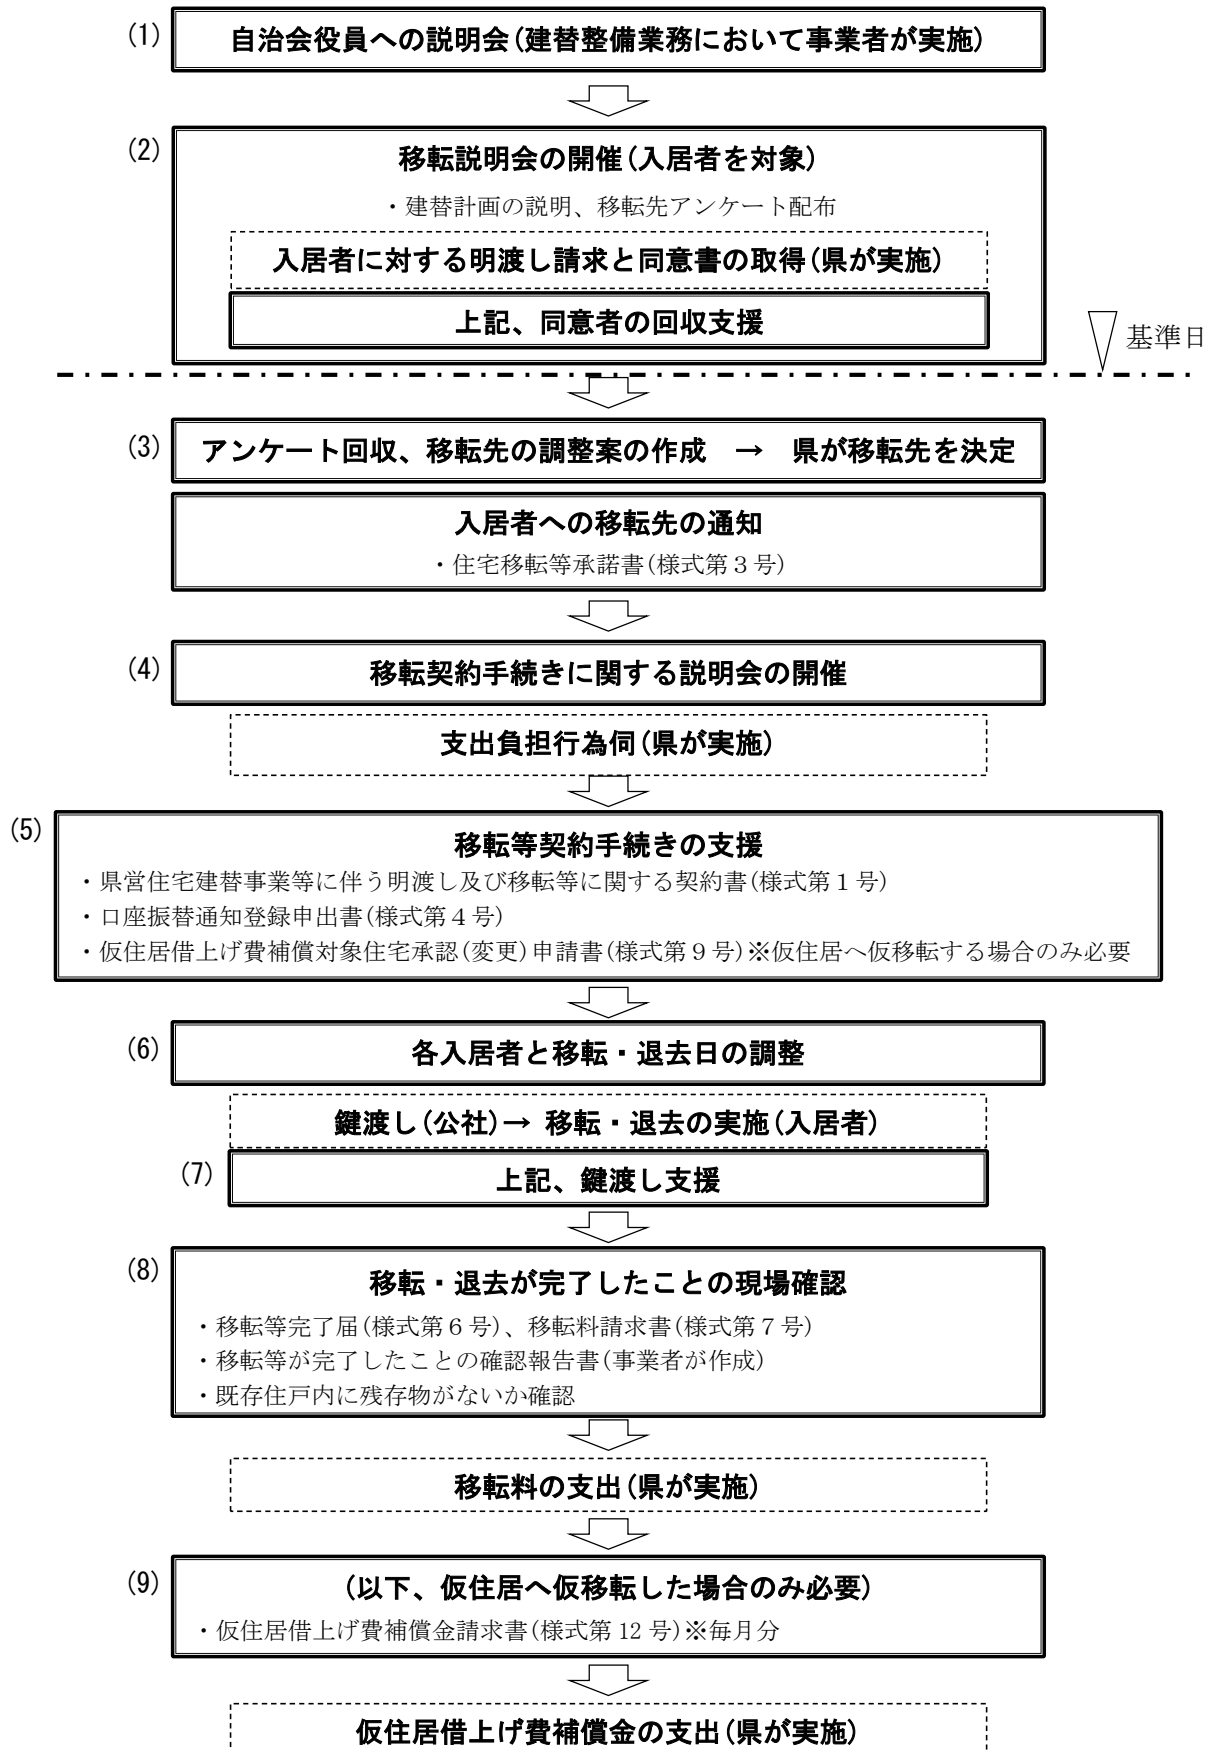 (1) 自治会役員への説明会(建替整備業務において事業者が実施)
(2) 移転説明会の開催(入居者を対象)
・建替計画の説明、移転先アンケート配布
入居者に対する明渡し請求と同意書の取得(県が実施)
上記、同意者の回収支援
基準日
(3) アンケート回収、移転先の調整案の作成 → 県が移転先を決定
入居者への移転先の通知
・住宅移転等承諾書(様式第3号)
(4) 移転契約手続きに関する説明会の開催
支出負担行為伺(県が実施)
(5) 移転等契約手続きの支援
・県営住宅建替事業等に伴う明渡し及び移転等に関する契約書(様式第1号)
・口座振替通知登録申出書(様式第4号)
・仮住居借上げ費補償対象住宅承認(変更)申請書(様式第9号)※仮住居へ仮移転する場合のみ必要
(6) 各入居者と移転・退去日の調整
鍵渡し(公社)→ 移転・退去の実施(入居者)
(7) 上記、鍵渡し支援
(8) 移転・退去が完了したことの現場確認
・移転等完了届(様式第6号)、移転料請求書(様式第7号)
・移転等が完了したことの確認報告書(事業者が作成)
・既存住戸内に残存物がないか確認
移転料の支出(県が実施)
(9) (以下、仮住居へ仮移転した場合のみ必要)
・仮住居借上げ費補償金請求書(様式第12号)※毎月分
仮住居借上げ費補償金の支出(県が実施)